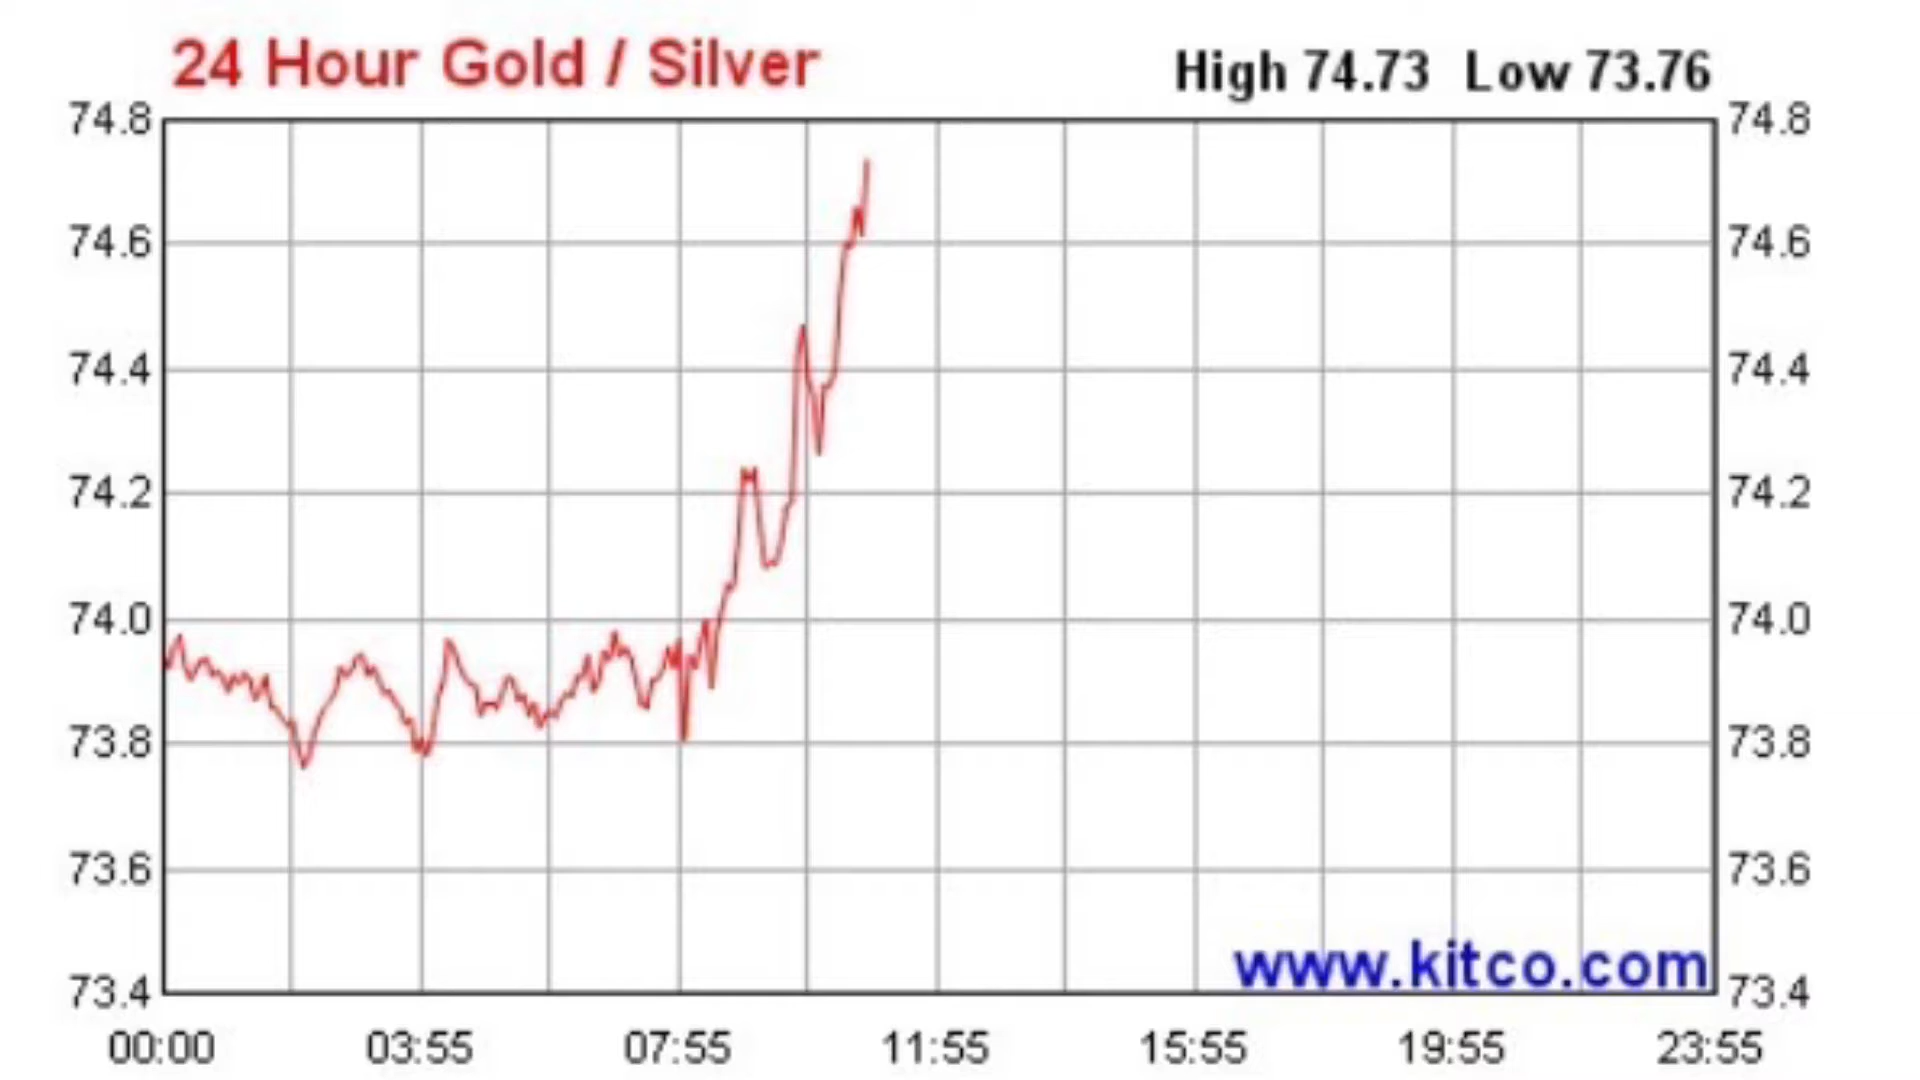 24 Hour Gold / Silver
High 74.73 Low 73.76
74.8 74.8
74.6 74.6
74.4 74.4
74.2 74.2
74.0 74.0
73.8 73.8
73.6 73.6
www.kitco.com
73.4 73.4
00:00 03:55 07:55 11:55 15:55 19:55 23:55